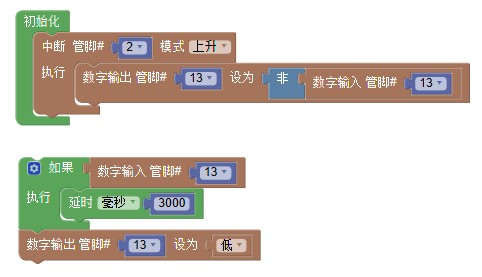 初始化
中断 管脚# 2 模式 上升
执行 数字输出 管脚# 13 设为 非 数字输入 管脚# 13
如果 数字输入 管脚# 13
执行 延时 毫秒 3000
数字输出 管脚# 13 设为 低